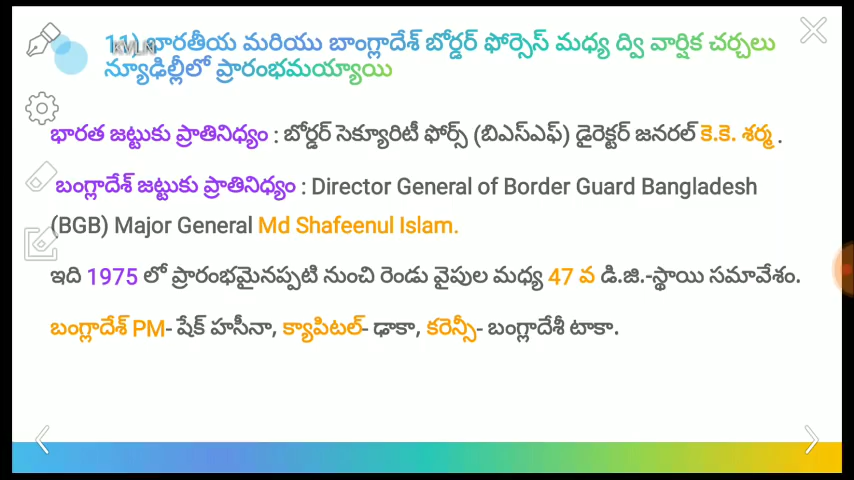 11) భారతీయ మరియు బాంగ్లాదేశ్ బోర్డర్ ఫోర్సెస్ మధ్య ద్వి వార్షిక చర్చలు
న్యూఢిల్లీలో ప్రారంభమయ్యాయి
KVLN
భారత జట్టుకు ప్రాతినిధ్యం : బోర్డర్ సెక్యూరిటీ ఫోర్స్ (బిఎస్ఎఫ్) డైరెక్టర్ జనరల్ కె.కె. శర్మ .
బంగ్లాదేశ్ జట్టుకు ప్రాతినిధ్యం : Director General of Border Guard Bangladesh
(BGB) Major General Md Shafeenul Islam.
ఇది 1975 లో ప్రారంభమైనప్పటి నుంచి రెండు వైపుల మధ్య 47 వ డి.జి.-స్థాయి సమావేశం.
బంగ్లాదేశ్ PM- షేక్ హసీనా, క్యాపిటల్- ఢాకా, కరెన్సీ- బంగ్లాదేశీ టాకా.